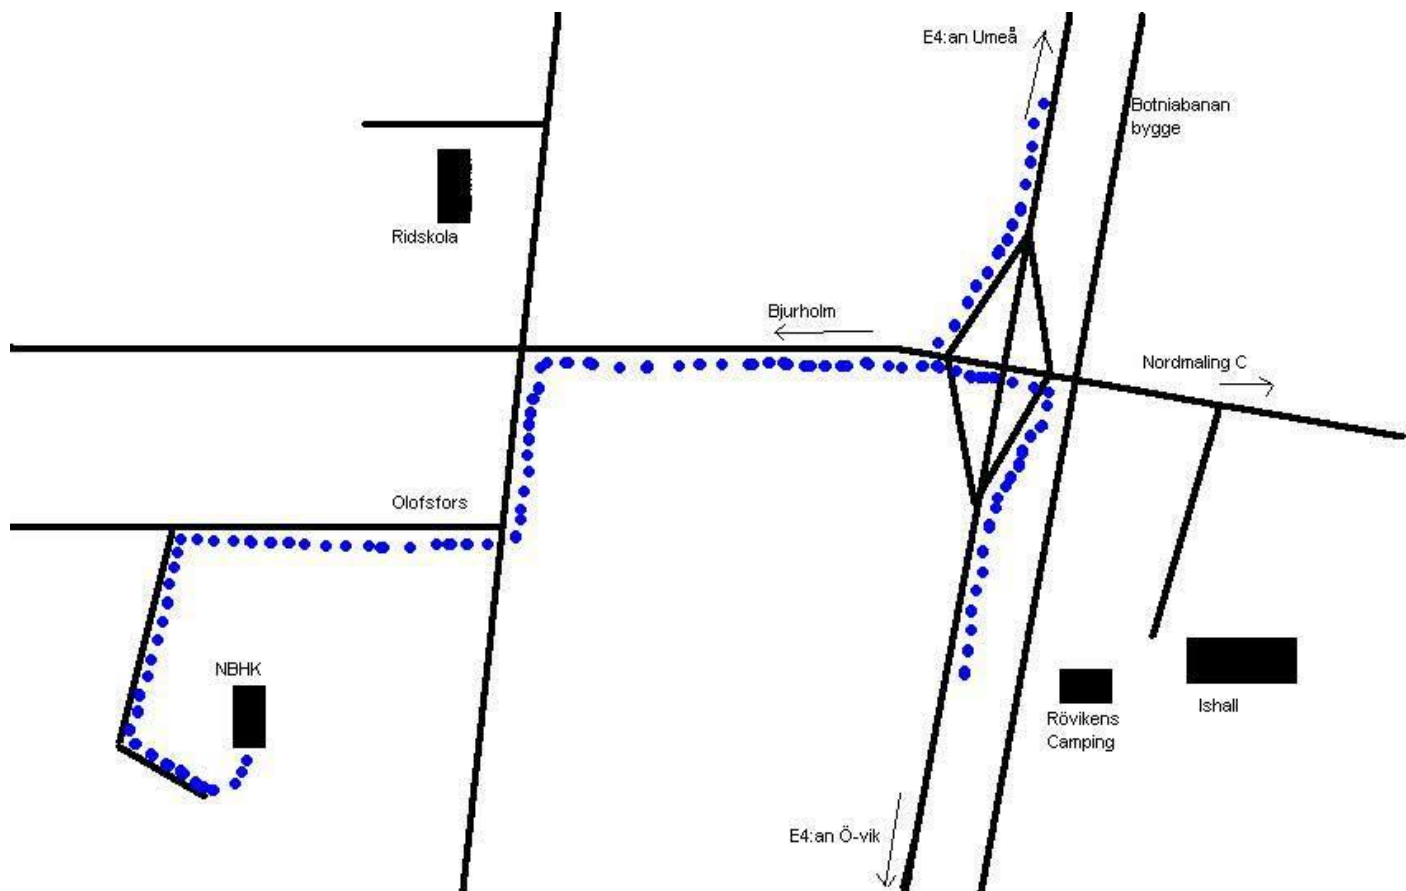 E4:an Umeå
Botniabanan
bygge
Ridskola
Bjurholm
Nordmaling C
Olofsfors
NBHK
Ishall
Rövikens
Camping
E4:an Ö-vik